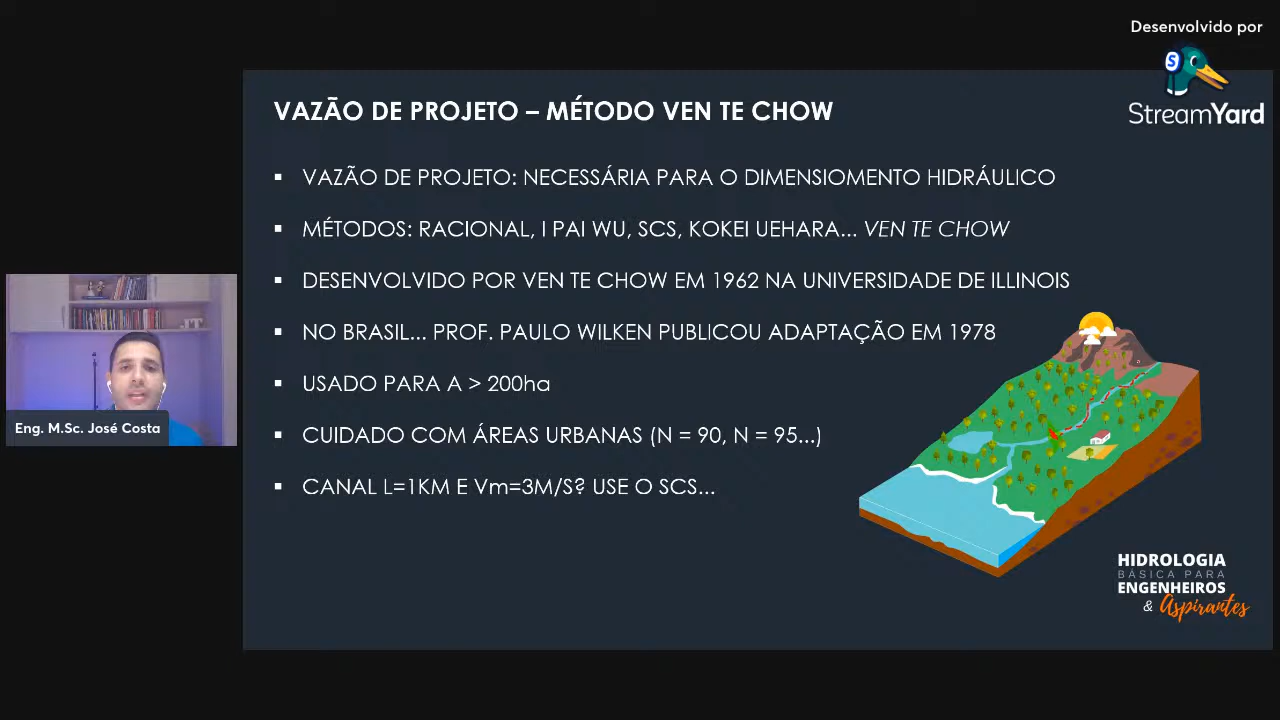 Desenvolvido por
S
StreamYard
VAZÃO DE PROJETO – MÉTODO VEN TE CHOW
▪ VAZÃO DE PROJETO: NECESSÁRIA PARA O DIMENSIOMENTO HIDRÁULICO
▪ MÉTODOS: RACIONAL, I PAI WU, SCS, KOKEI UEHARA... VEN TE CHOW
▪ DESENVOLVIDO POR VEN TE CHOW EM 1962 NA UNIVERSIDADE DE ILLINOIS
▪ NO BRASIL... PROF. PAULO WILKEN PUBLICOU ADAPTAÇÃO EM 1978
▪ USADO PARA A > 200ha
▪ CUIDADO COM ÁREAS URBANAS (N = 90, N = 95...)
▪ CANAL L=1KM E Vm=3M/S? USE O SCS...
Eng. M.Sc. José Costa
HIDROLOGIA
BÁSICA PARA
ENGENHEIROS
& Aspirantes